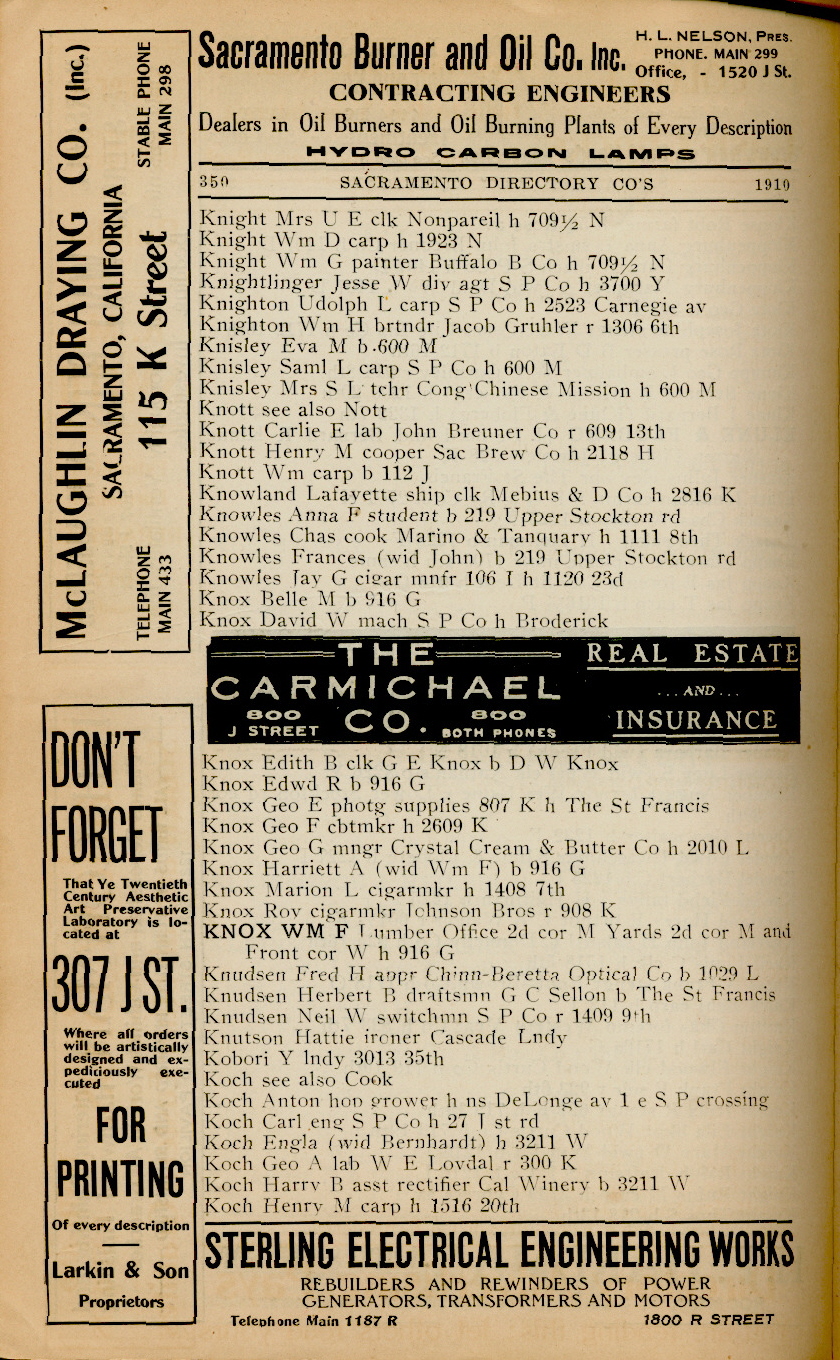 McLAUGHLIN DRAYING CO. (Inc.)
SACRAMENTO, CALIFORNIA
TELEPHONE
MAIN 433
115 K Street
STABLE PHONE
MAIN 298
Sacramento Burner and Oil Co. Inc.
H. L. NELSON, PRES.
PHONE. MAIN 299
Office, - 1520 J St.
CONTRACTING ENGINEERS
Dealers in Oil Burners and Oil Burning Plants of Every Description
HYDRO CARBON LAMPS
350 SACRAMENTO DIRECTORY CO'S 1910
Knight Mrs U E clk Nonpareil h 709½ N
Knight Wm D carp h 1923 N
Knight Wm G painter Buffalo B Co h 709½ N
Knightlinger Jesse W div agt S P Co h 3700 Y
Knighton Udolph L carp S P Co h 2523 Carnegie av
Knighton Wm H brtndr Jacob Gruhler r 1306 6th
Knisley Eva M b 600 M
Knisley Saml L carp S P Co h 600 M
Knisley Mrs S L tchr Cong'Chinese Mission h 600 M
Knott see also Nott
Knott Carlie E lab John Breuner Co r 609 13th
Knott Henry M cooper Sac Brew Co h 2118 H
Knott Wm carp b 112 J
Knowland Lafayette ship clk Mebius & D Co h 2816 K
Knowles Anna F student b 219 Upper Stockton rd
Knowles Chas cook Marino & Tanquary h 1111 8th
Knowles Frances (wid John) b 219 Upper Stockton rd
Knowles Jay G cigar mnfr 106 I h 1120 23d
Knox Belle M b 916 G
Knox David W mach S P Co h Broderick
THE
CARMICHAEL
800
J STREET
CO.
800
BOTH PHONES
REAL ESTATE
...AND...
INSURANCE
Knox Edith B clk G E Knox b D W Knox
Knox Edwd R b 916 G
Knox Geo E photg supplies 807 K h The St Francis
Knox Geo F cbtmkr h 2609 K
Knox Geo G mngr Crystal Cream & Butter Co h 2010 L
Knox Harriett A (wid Wm F) b 916 G
Knox Marion L cigarmkr h 1408 7th
Knox Roy cigarmkr Johnson Bros r 908 K
KNOX WM F Lumber Office 2d cor M Yards 2d cor M and
Front cor W h 916 G
Knudsen Fred H appr Chinn-Beretta Optical Co b 1029 L
Knudsen Herbert B draftsmn G C Sellon b The St Francis
Knudsen Neil W switchmn S P Co r 1409 9th
Knutson Hattie ironer Cascade Lndy
Kobori Y lndy 3013 35th
Koch see also Cook
Koch Anton hop grower h ns DeLonge av 1 e S P crossing
Koch Carl eng S P Co h 27 J st rd
Koch Engla (wid Bernhardt) h 3211 W
Koch Geo A lab W E Lovdal r 300 K
Koch Harry B asst rectifier Cal Winery b 3211 W
Koch Henry M carp h 1516 20th
DON'T
FORGET
That Ye Twentieth
Century Aesthetic
Art Preservative
Laboratory is lo-
cated at
307 J ST.
Where all orders
will be artistically
designed and ex-
pediciously exe-
cuted
FOR
PRINTING
Of every description
Larkin & Son
Proprietors
STERLING ELECTRICAL ENGINEERING WORKS
REBUILDERS AND REWINDERS OF POWER
GENERATORS, TRANSFORMERS AND MOTORS
Telephone Main 1187 R 1800 R STREET